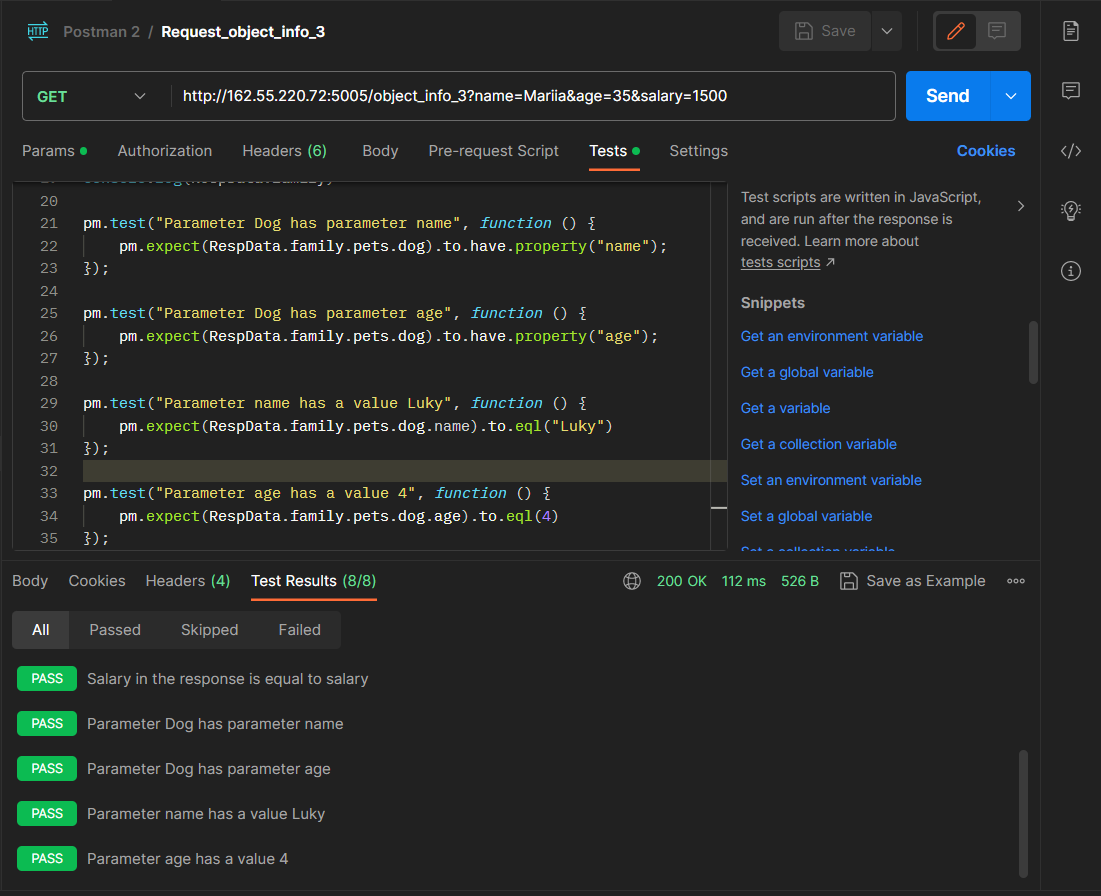 HTTP Postman 2 / Request_object_info_3 Save
GET http://162.55.220.72:5005/object_info_3?name=Mariia&age=35&salary=1500 Send
Params Authorization Headers (6) Body Pre-request Script Tests Settings Cookies
20
21 pm.test("Parameter Dog has parameter name", function () {
22 pm.expect(RespData.family.pets.dog).to.have.property("name");
23 });
24
25 pm.test("Parameter Dog has parameter age", function () {
26 pm.expect(RespData.family.pets.dog).to.have.property("age");
27 });
28
29 pm.test("Parameter name has a value Luky", function () {
30 pm.expect(RespData.family.pets.dog.name).to.eql("Luky")
31 });
32
33 pm.test("Parameter age has a value 4", function () {
34 pm.expect(RespData.family.pets.dog.age).to.eql(4)
35 });
Test scripts are written in JavaScript,
and are run after the response is
received. Learn more about
tests scripts ↗
Snippets
Get an environment variable
Get a global variable
Get a variable
Get a collection variable
Set an environment variable
Set a global variable
Set a collection variable
Body Cookies Headers (4) Test Results (8/8) 200 OK 112 ms 526 B Save as Example
All Passed Skipped Failed
PASS Salary in the response is equal to salary
PASS Parameter Dog has parameter name
PASS Parameter Dog has parameter age
PASS Parameter name has a value Luky
PASS Parameter age has a value 4